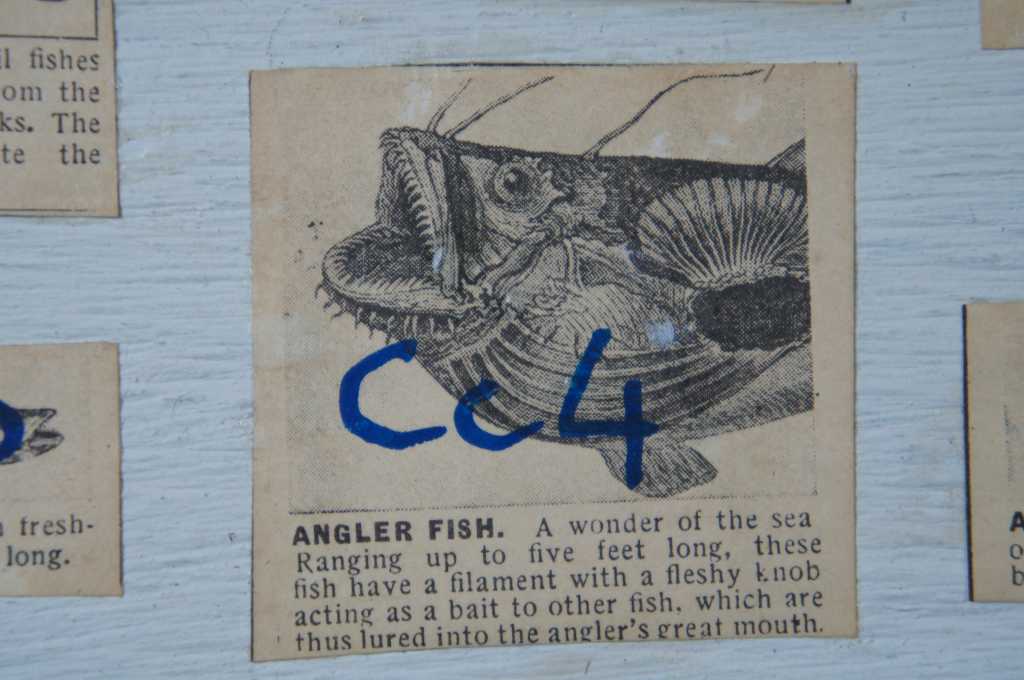 il fishes
om the
ks. The
te the
Cc4
ANGLER FISH. A wonder of the sea
Ranging up to five feet long, these
fish have a filament with a fleshy knob
acting as a bait to other fish, which are
thus lured into the angler's great mouth.
fresh-
long.
A
o
b